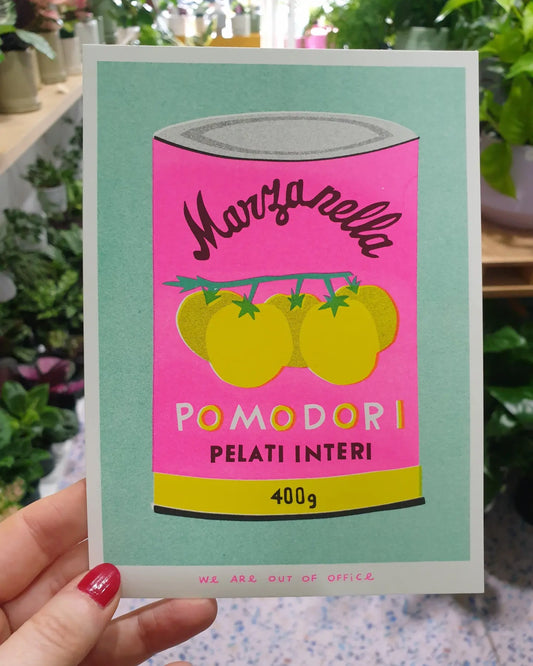 Marzanella
POMODORI
PELATI INTERI
400g
WE ARE OUT OF OFFiCE